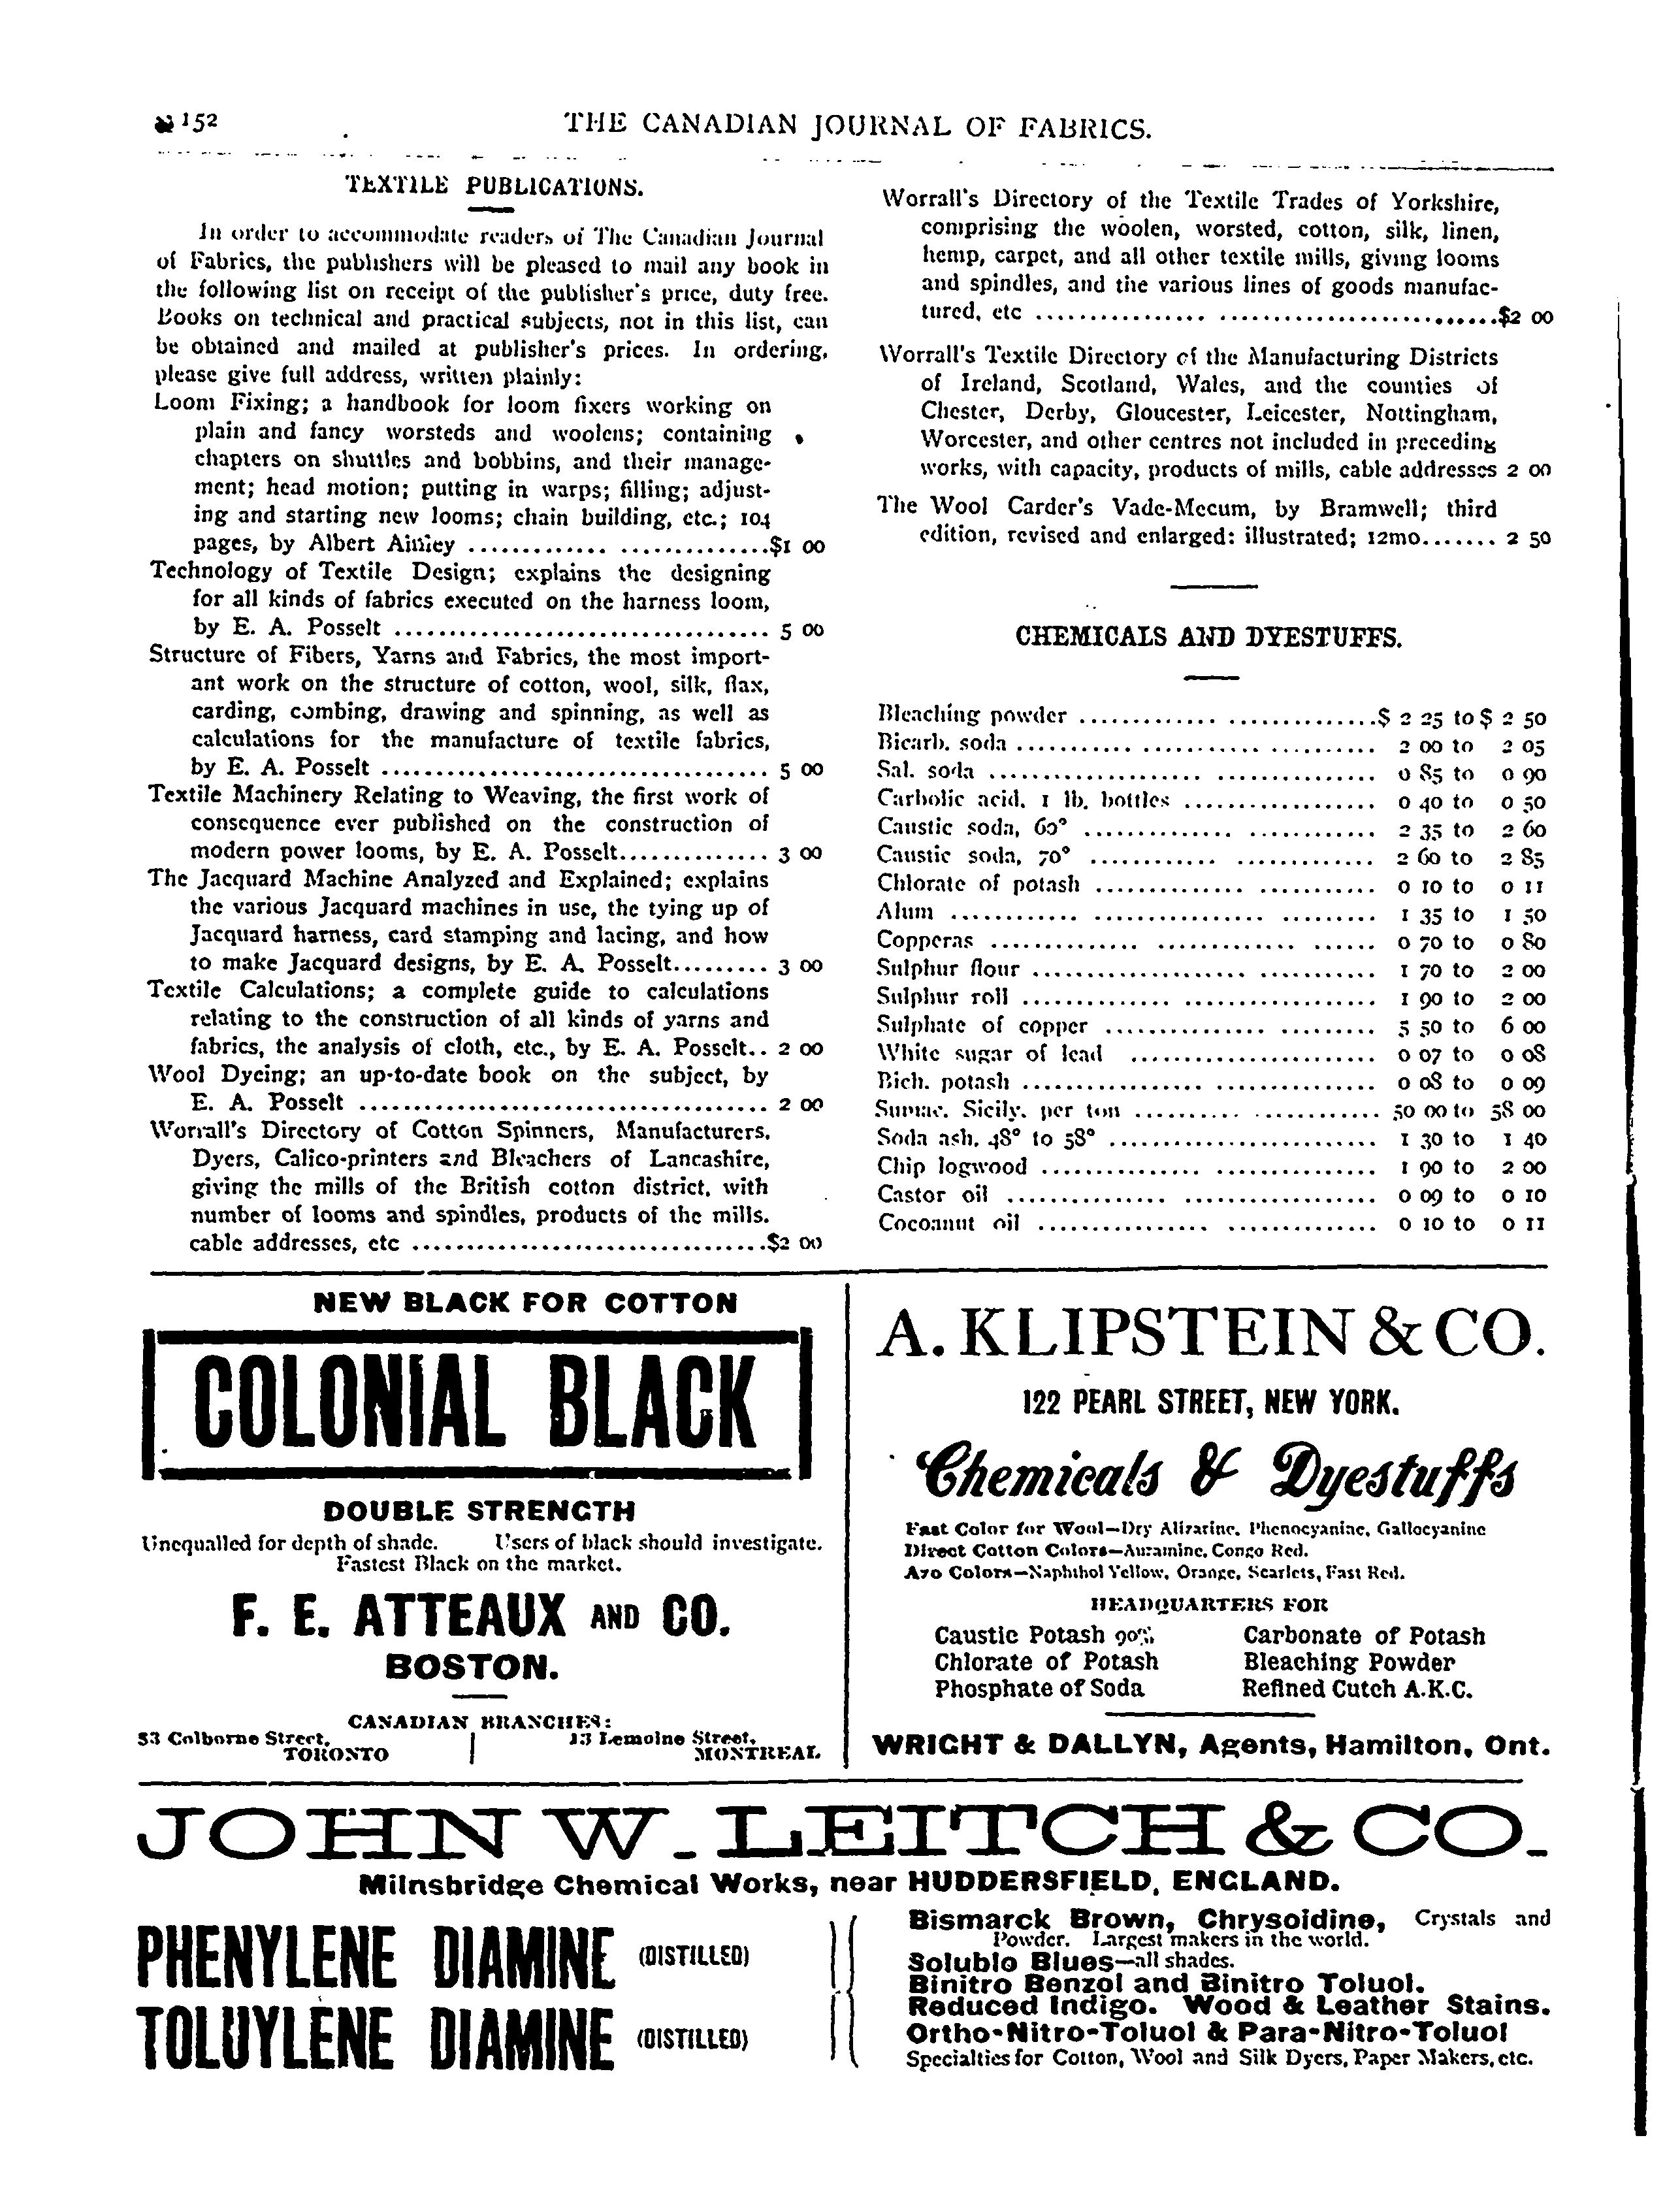 152
THE CANADIAN JOURNAL OF FABRICS.
TEXTILE PUBLICATIONS.
In order to accommodate readers of The Canadian Journal
of Fabrics, the publishers will be pleased to mail any book in
the following list on receipt of the publisher's price, duty free.
Books on technical and practical subjects, not in this list, can
be obtained and mailed at publisher's prices. In ordering,
please give full address, written plainly:
Loom Fixing; a handbook for loom fixers working on
plain and fancy worsteds and woolens; containing
chapters on shuttles and bobbins, and their manage-
ment; head motion; putting in warps; filling; adjust-
ing and starting new looms; chain building, etc.; 104
pages, by Albert Ainley ............. ..............$1 00
Technology of Textile Design; explains the designing
for all kinds of fabrics executed on the harness loom,
by E. A. Posselt ................................... 5 00
Structure of Fibers, Yarns and Fabrics, the most import-
ant work on the structure of cotton, wool, silk, flax,
carding, combing, drawing and spinning, as well as
calculations for the manufacture of textile fabrics,
by E. A. Posselt .................................... 5 00
Textile Machinery Relating to Weaving, the first work of
consequence ever published on the construction of
modern power looms, by E. A. Posselt.............. 3 00
The Jacquard Machine Analyzed and Explained; explains
the various Jacquard machines in use, the tying up of
Jacquard harness, card stamping and lacing, and how
to make Jacquard designs, by E. A. Posselt......... 3 00
Textile Calculations; a complete guide to calculations
relating to the construction of all kinds of yarns and
fabrics, the analysis of cloth, etc., by E. A. Posselt.. 2 00
Wool Dyeing; an up-to-date book on the subject, by
E. A. Posselt ...................................... 2 00
Worrall's Directory of Cotton Spinners, Manufacturers,
Dyers, Calico-printers and Bleachers of Lancashire,
giving the mills of the British cotton district, with
number of looms and spindles, products of the mills.
cable addresses, etc .................................$2 00
Worrall's Directory of the Textile Trades of Yorkshire,
comprising the woolen, worsted, cotton, silk, linen,
hemp, carpet, and all other textile mills, giving looms
and spindles, and the various lines of goods manufac-
tured, etc ................ ..........................$2 00
Worrall's Textile Directory of the Manufacturing Districts
of Ireland, Scotland, Wales, and the counties of
Chester, Derby, Gloucester, Leicester, Nottingham,
Worcester, and other centres not included in preceding
works, with capacity, products of mills, cable addresses 2 00
The Wool Carder's Vade-Mecum, by Bramwell; third
edition, revised and enlarged: illustrated; 12mo....... 2 50
CHEMICALS AND DYESTUFFS.
Bleaching powder ............. ..............$ 2 25 to $ 2 50
Bicarb. soda ........... ...................... 2 00 to 2 05
Sal. soda .................... ............... 0 85 to 0 90
Carbolic acid, 1 lb. bottles .................. 0 40 to 0 50
Caustic soda, 60° ............ ............ 2 35 to 2 60
Caustic soda, 70° ............ ............. 2 60 to 2 85
Chlorate of potash .............. ........... 0 10 to 0 11
Alum ............ .............. ......... 1 35 to 1 50
Copperas .............. ............. ...... 0 70 to 0 80
Sulphur flour .................... ........... 1 70 to 2 00
Sulphur roll .............. .................. 1 90 to 2 00
Sulphate of copper ............... ......... 5 50 to 6 00
White sugar of lead ....................... 0 07 to 0 08
Bich. potash ................................. 0 08 to 0 09
Sumac, Sicily, per ton .......... ............ 50 00 to 58 00
Soda ash, 48° to 58° .......................... 1 30 to 1 40
Chip logwood ............... ............... 1 90 to 2 00
Castor oil ............... .................. 0 09 to 0 10
Cocoanut oil ................ .............. 0 10 to 0 11
NEW BLACK FOR COTTON
COLONIAL BLACK
DOUBLE STRENGTH
Unequalled for depth of shade. Users of black should investigate.
Fastest Black on the market.
F. E. ATTEAUX AND CO.
BOSTON.
CANADIAN BRANCHES:
53 Colborne Street, TORONTO
13 Lemoine Street, MONTREAL
A. KLIPSTEIN & CO.
122 PEARL STREET, NEW YORK.
Chemicals & Dyestuffs
Fast Color for Wool—Dry Alizarine, Phenocyanine, Gallocyanine
Direct Cotton Colors—Auramine, Congo Red.
Azo Colors—Naphthol Yellow, Orange, Scarlets, Fast Red.
HEADQUARTERS FOR
Caustic Potash 90% Carbonate of Potash
Chlorate of Potash Bleaching Powder
Phosphate of Soda Refined Cutch A.K.C.
WRIGHT & DALLYN, Agents, Hamilton, Ont.
JOHN W. LEITCH & CO.
Milnsbridge Chemical Works, near HUDDERSFIELD, ENGLAND.
PHENYLENE DIAMINE (DISTILLED)
TOLUYLENE DIAMINE (DISTILLED)
Bismarck Brown, Chrysoidine, Crystals and
Powder. Largest makers in the world.
Soluble Blues—all shades.
Binitro Benzol and Binitro Toluol.
Reduced Indigo. Wood & Leather Stains.
Ortho-Nitro-Toluol & Para-Nitro-Toluol
Specialties for Cotton, Wool and Silk Dyers, Paper Makers, etc.